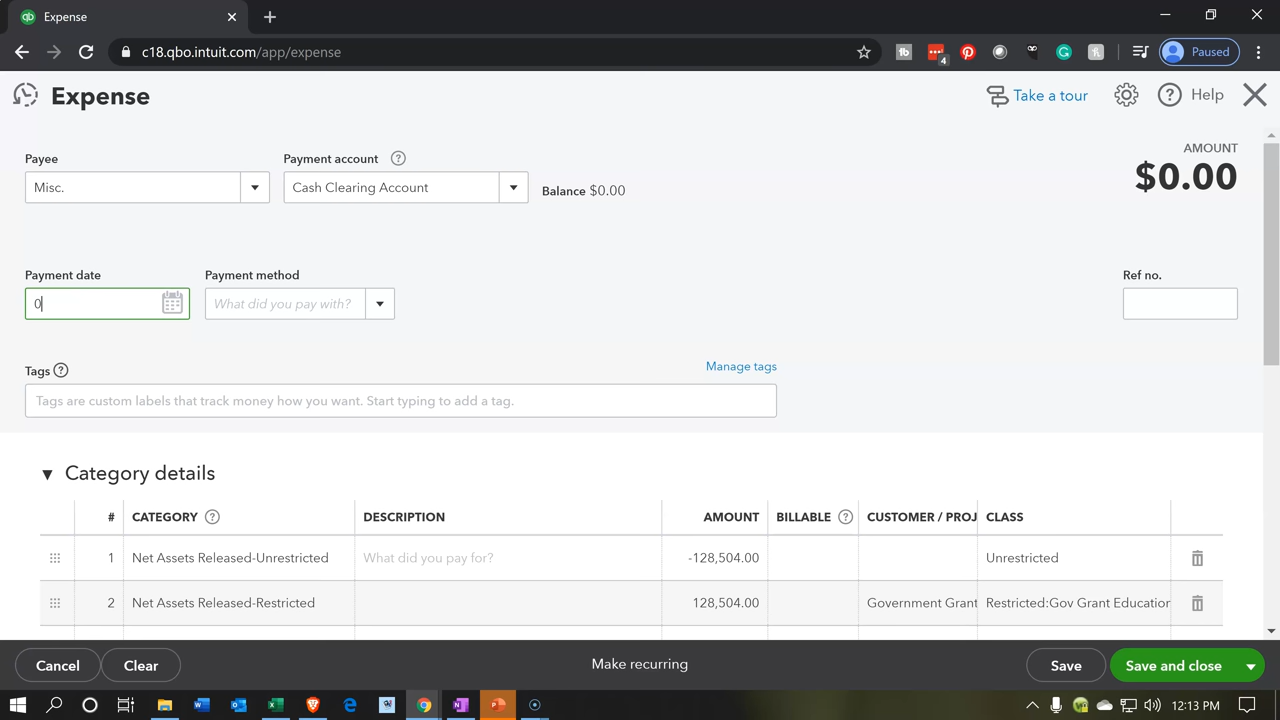 Expense
c18.qbo.intuit.com/app/expense
4
Paused
Expense
Take a tour
Help
Payee
Payment account
AMOUNT
Misc.
Cash Clearing Account
Balance $0.00
$0.00
Payment date
Payment method
Ref no.
0
What did you pay with?
Tags
Manage tags
Tags are custom labels that track money how you want. Start typing to add a tag.
Category details
# CATEGORY DESCRIPTION AMOUNT BILLABLE CUSTOMER / PROJ CLASS
1 Net Assets Released-Unrestricted What did you pay for? -128,504.00 Unrestricted
2 Net Assets Released-Restricted 128,504.00 Government Grant Restricted:Gov Grant Education
Cancel
Clear
Make recurring
Save
Save and close
12:13 PM